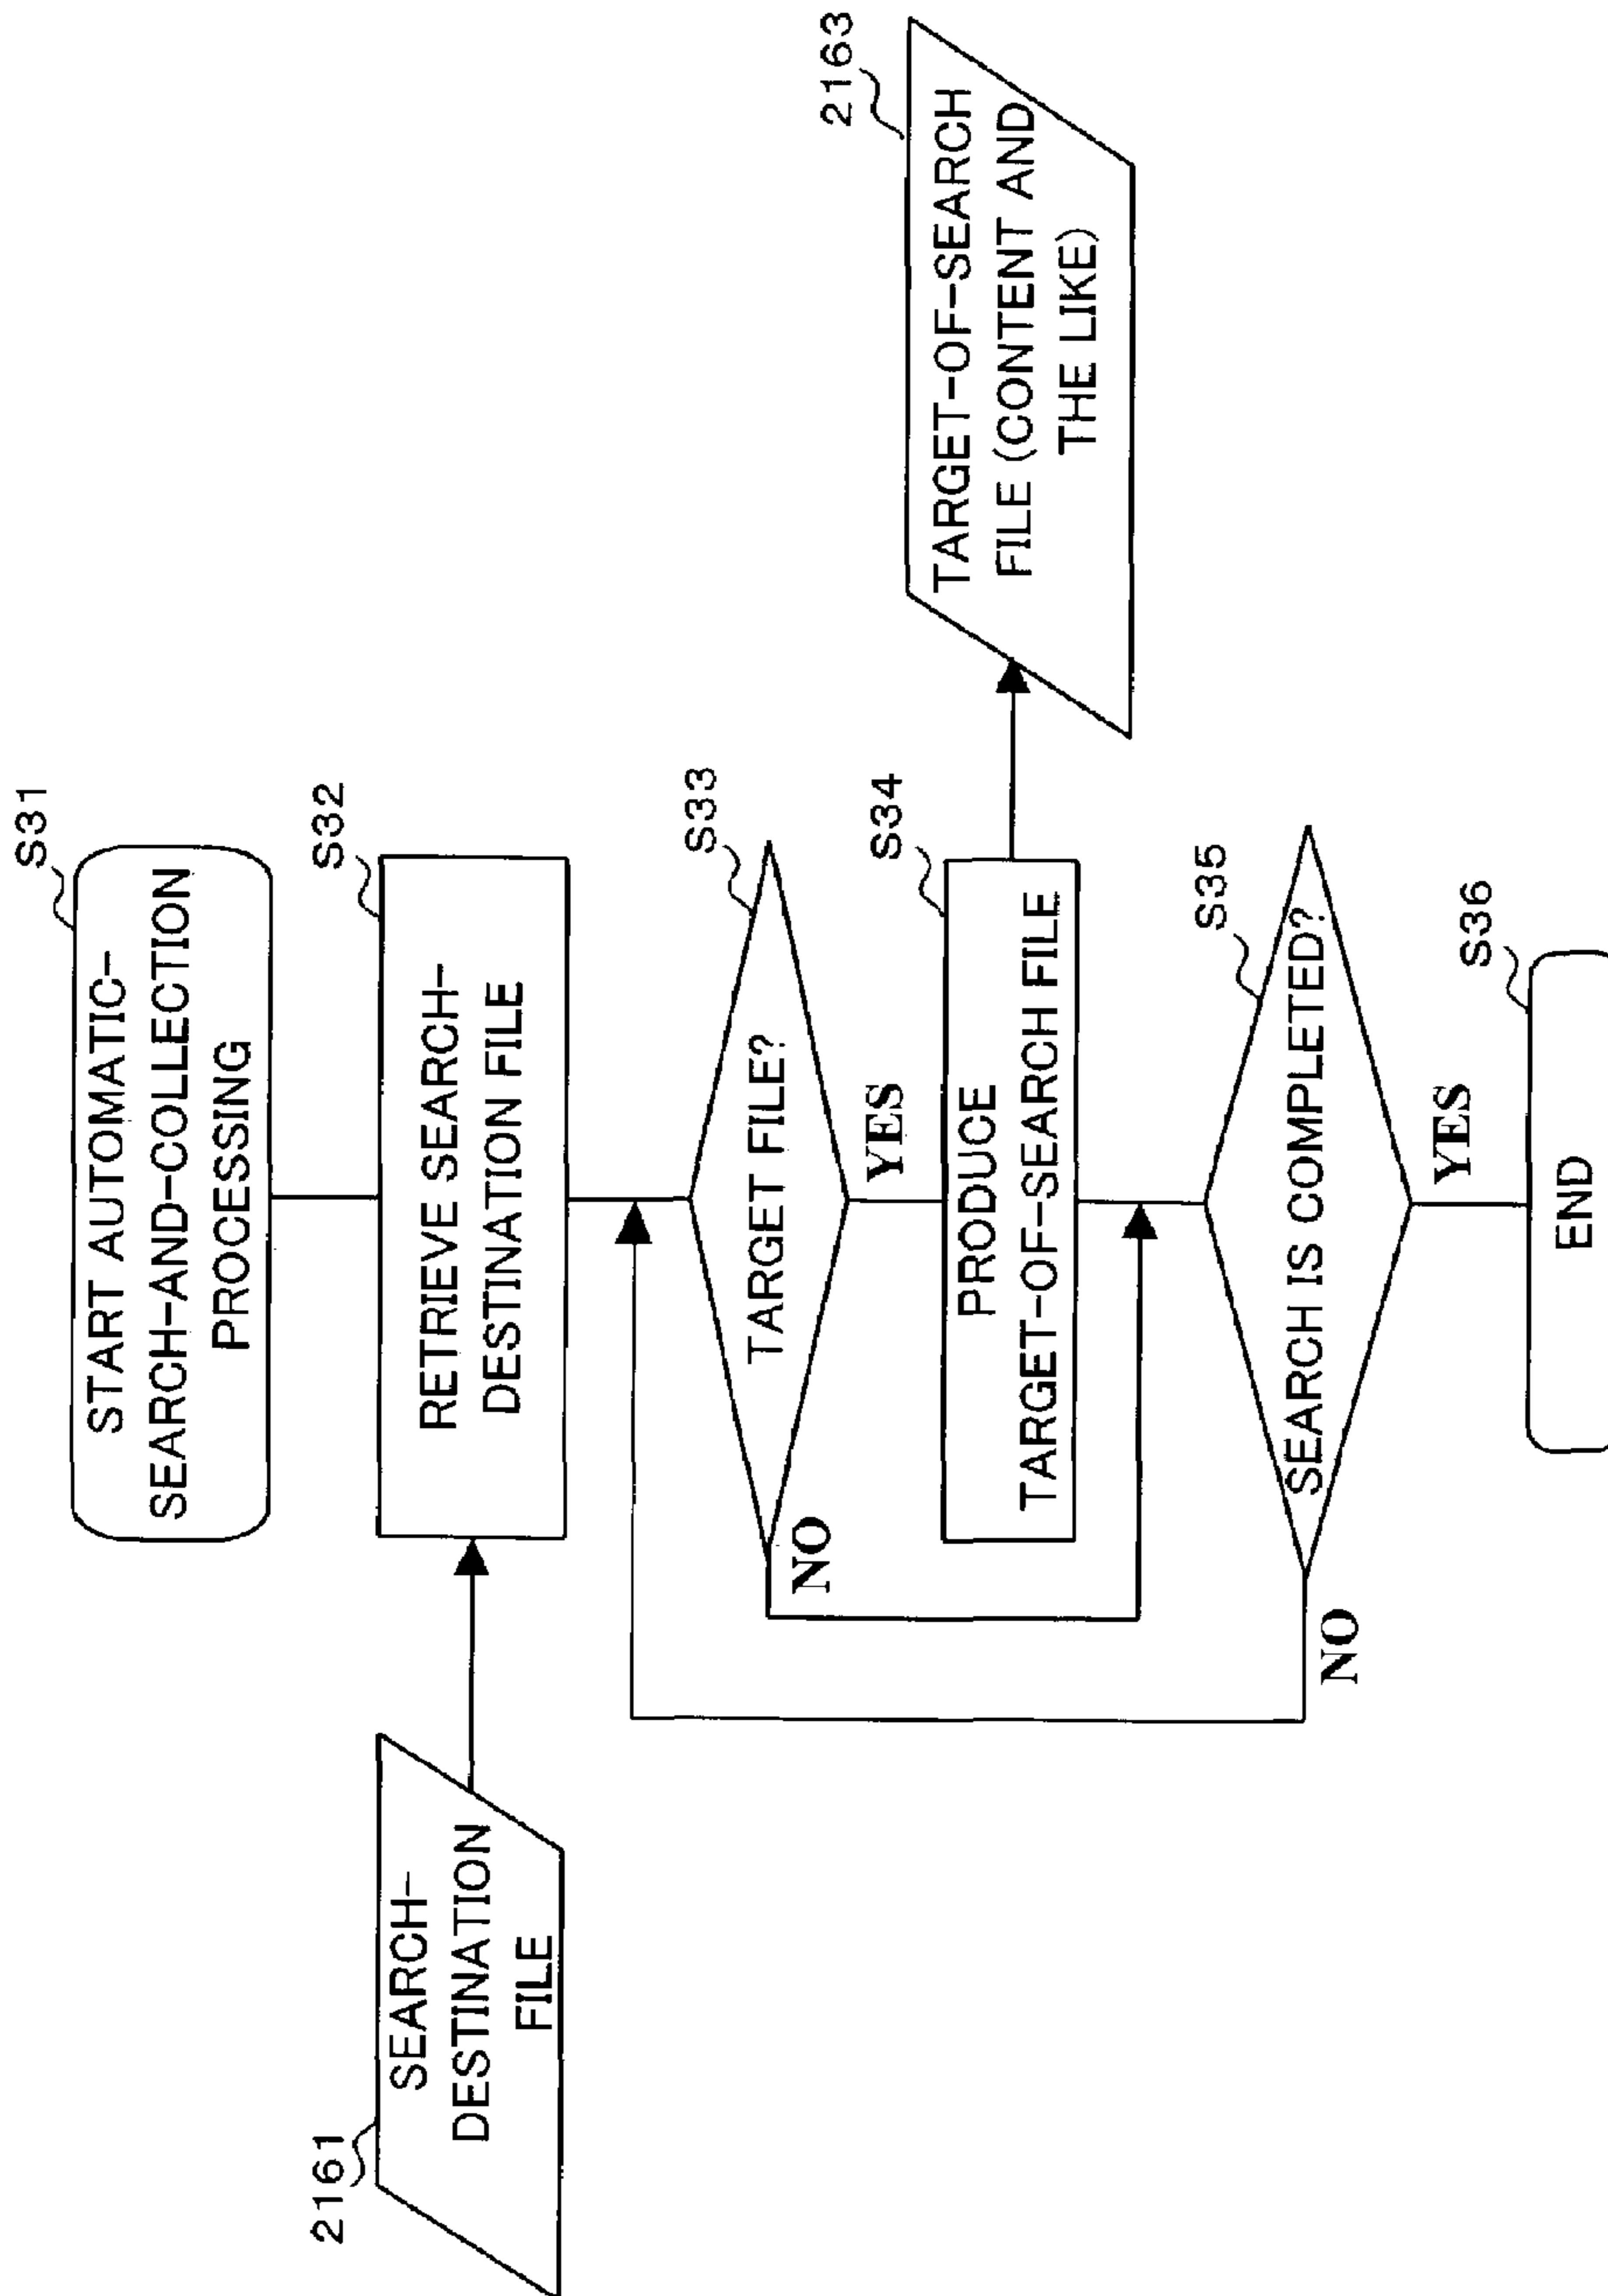 S31
START AUTOMATIC-
SEARCH-AND-COLLECTION
PROCESSING
2161
SEARCH-
DESTINATION
FILE
S32
RETRIEVE SEARCH-
DESTINATION FILE
S33
TARGET FILE?
NO
YES
S34
PRODUCE
TARGET-OF-SEARCH FILE
2163
TARGET-OF-SEARCH
FILE (CONTENT AND
THE LIKE)
S35
SEARCH IS COMPLETED?
NO
YES
S36
END